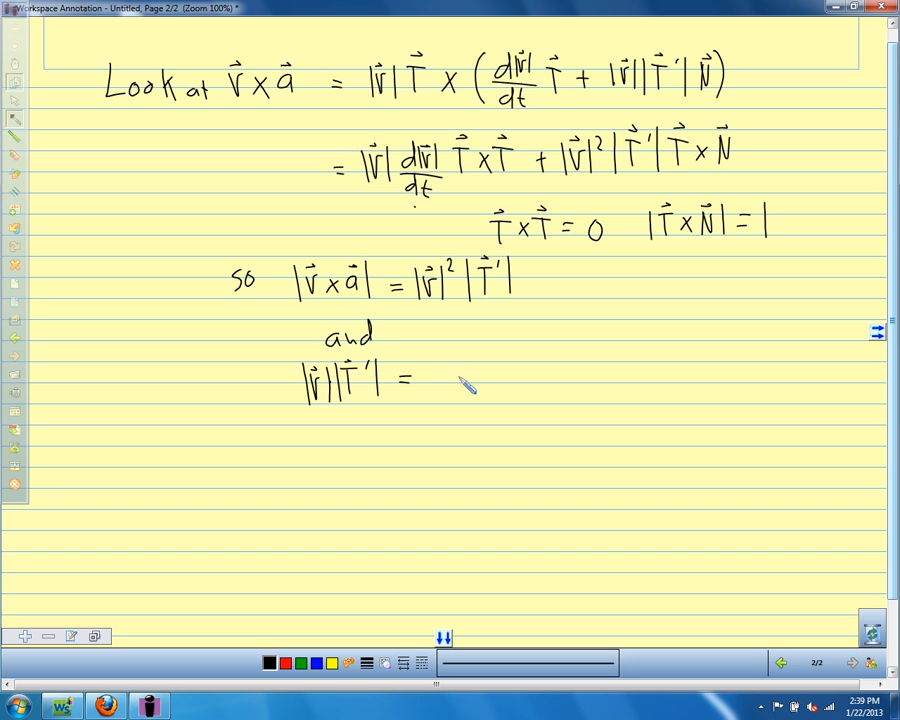 Workspace Annotation - Untitled, Page 2/2 (Zoom 100%) *
Look at v⃗ × a⃗ = |v⃗| T⃗ × ( d|v⃗|/dt T⃗ + |v⃗||T⃗'| N⃗ )
= |v⃗| d|v⃗|/dt T⃗ × T⃗ + |v⃗|² |T⃗'| T⃗ × N⃗
T⃗ × T⃗ = 0 |T⃗ × N⃗| = 1
so |v⃗ × a⃗| = |v⃗|² |T⃗'|
and
|v⃗||T⃗'| =
2/2
2:39 PM
1/22/2013